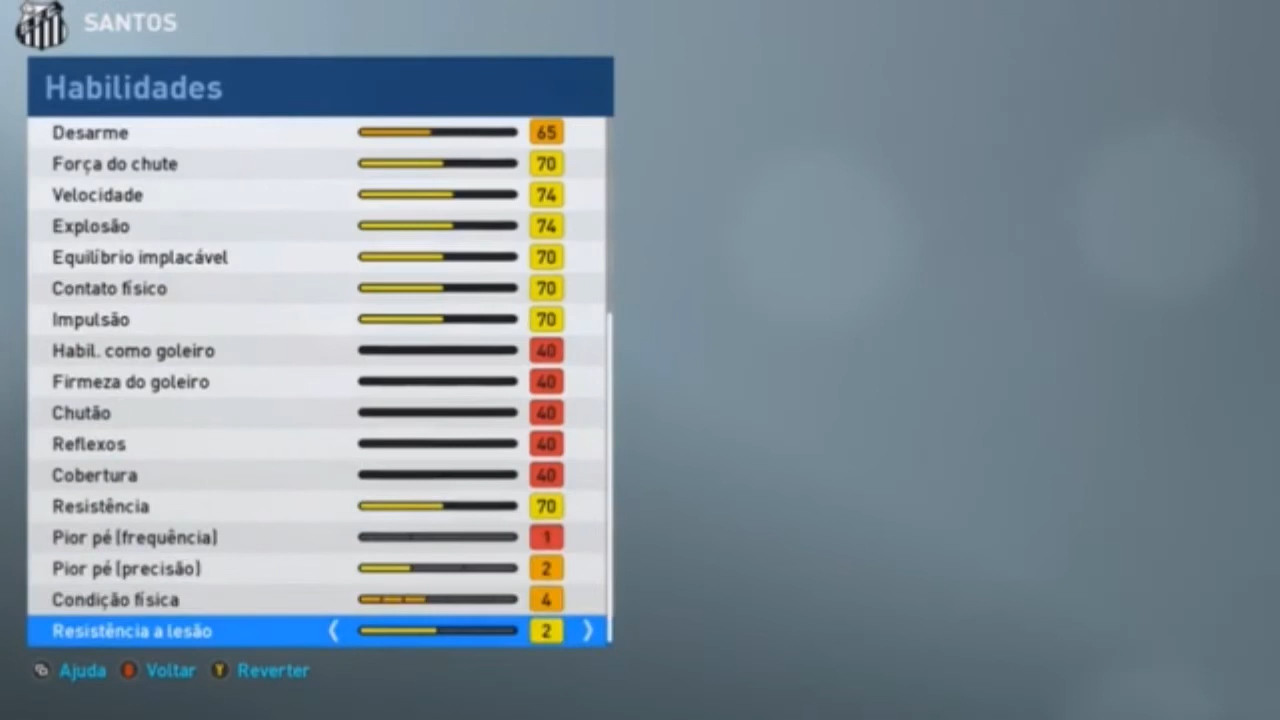 SANTOS
Habilidades
Desarme 65
Força do chute 70
Velocidade 74
Explosão 74
Equilíbrio implacável 70
Contato físico 70
Impulsão 70
Habil. como goleiro 40
Firmeza do goleiro 40
Chutão 40
Reflexos 40
Cobertura 40
Resistência 70
Pior pé (frequência) 1
Pior pé (precisão) 2
Condição física 4
Resistência a lesão 2
Ajuda Voltar Y Reverter